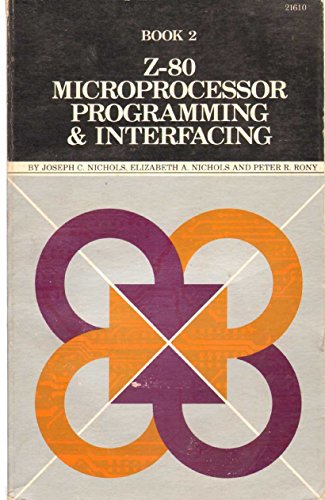 21610
BOOK 2
Z-80
MICROPROCESSOR
PROGRAMMING
& INTERFACING
BY JOSEPH C. NICHOLS, ELIZABETH A. NICHOLS AND PETER R. RONY